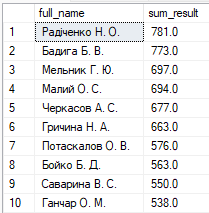 full_name sum_result
1 Радіченко Н. О. 781.0
2 Бадига Б. В. 773.0
3 Мельник Г. Ю. 697.0
4 Малий О. С. 694.0
5 Черкасов А. С. 677.0
6 Гричина Н. А. 663.0
7 Потаскалов О. В. 576.0
8 Бойко Б. Д. 563.0
9 Саварина В. С. 550.0
10 Ганчар О. М. 538.0